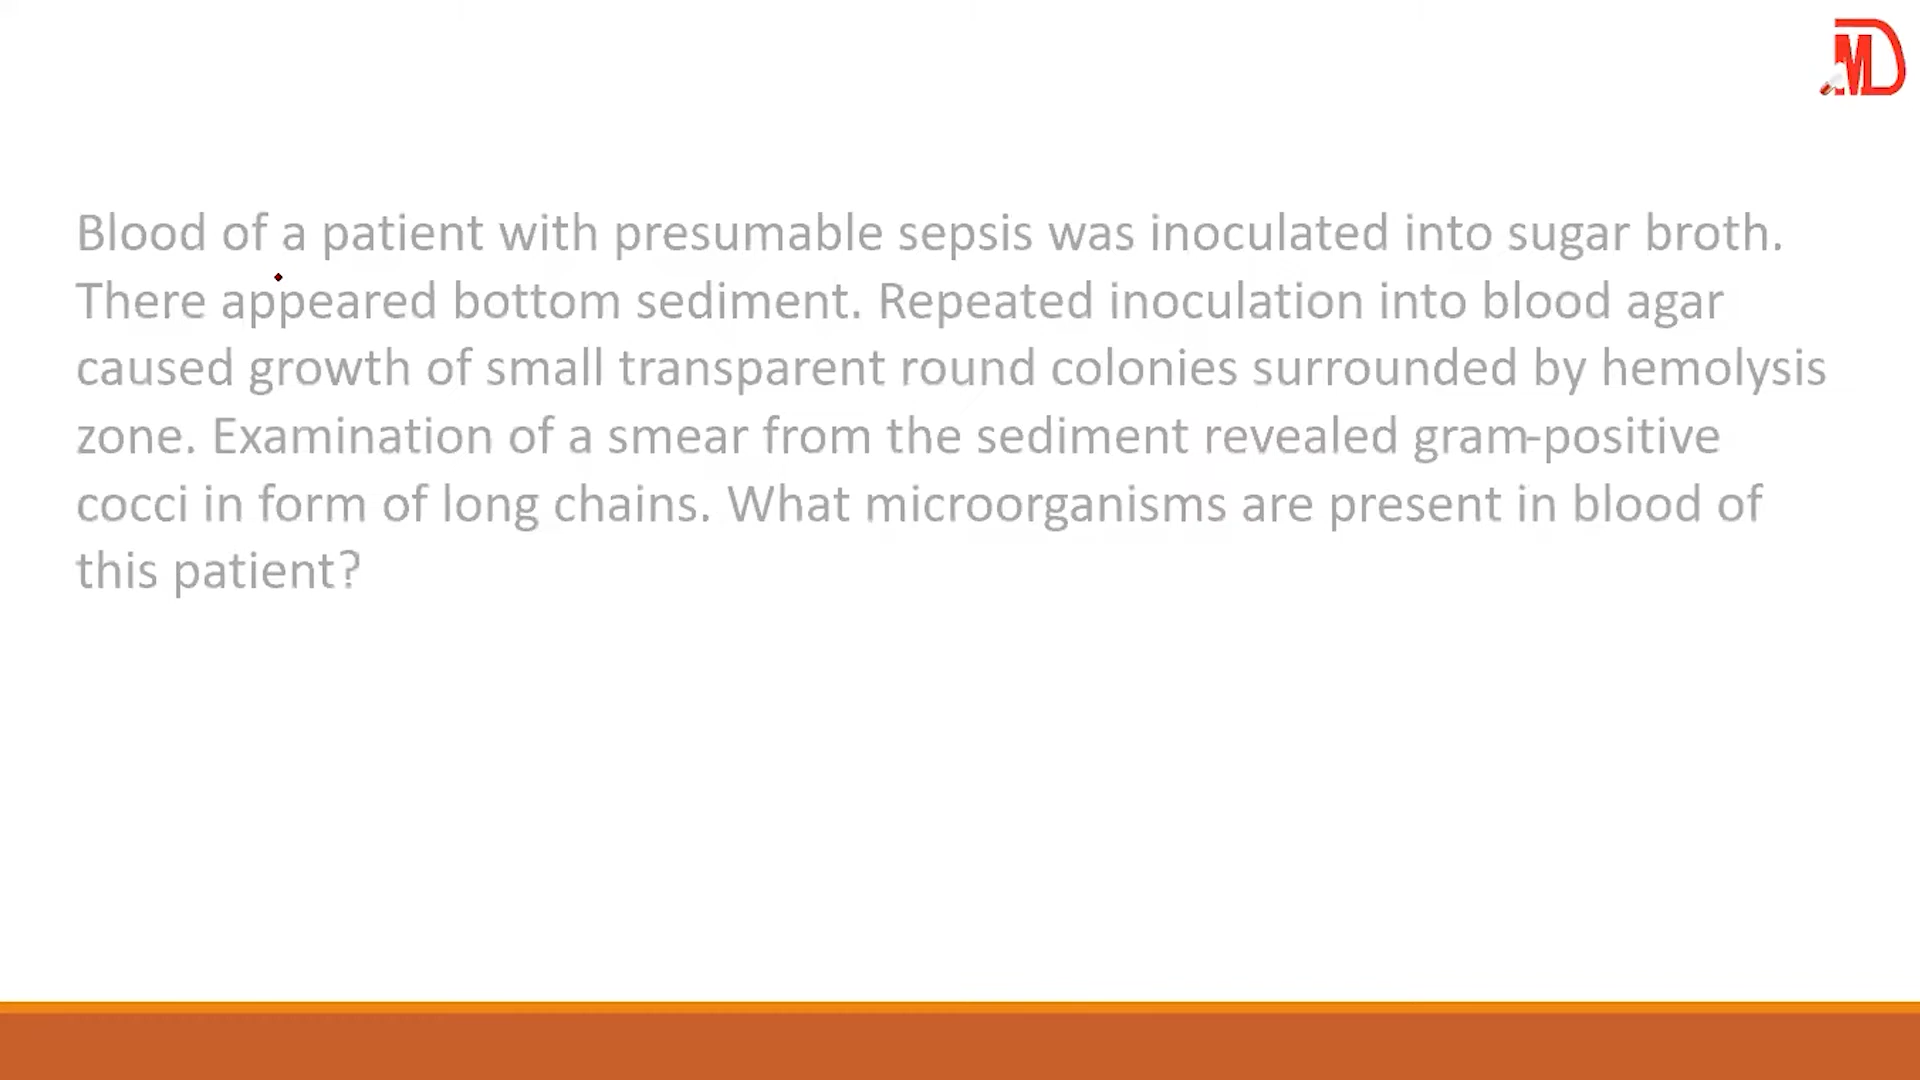 MD
Blood of a patient with presumable sepsis was inoculated into sugar broth.
There appeared bottom sediment. Repeated inoculation into blood agar
caused growth of small transparent round colonies surrounded by hemolysis
zone. Examination of a smear from the sediment revealed gram-positive
cocci in form of long chains. What microorganisms are present in blood of
this patient?